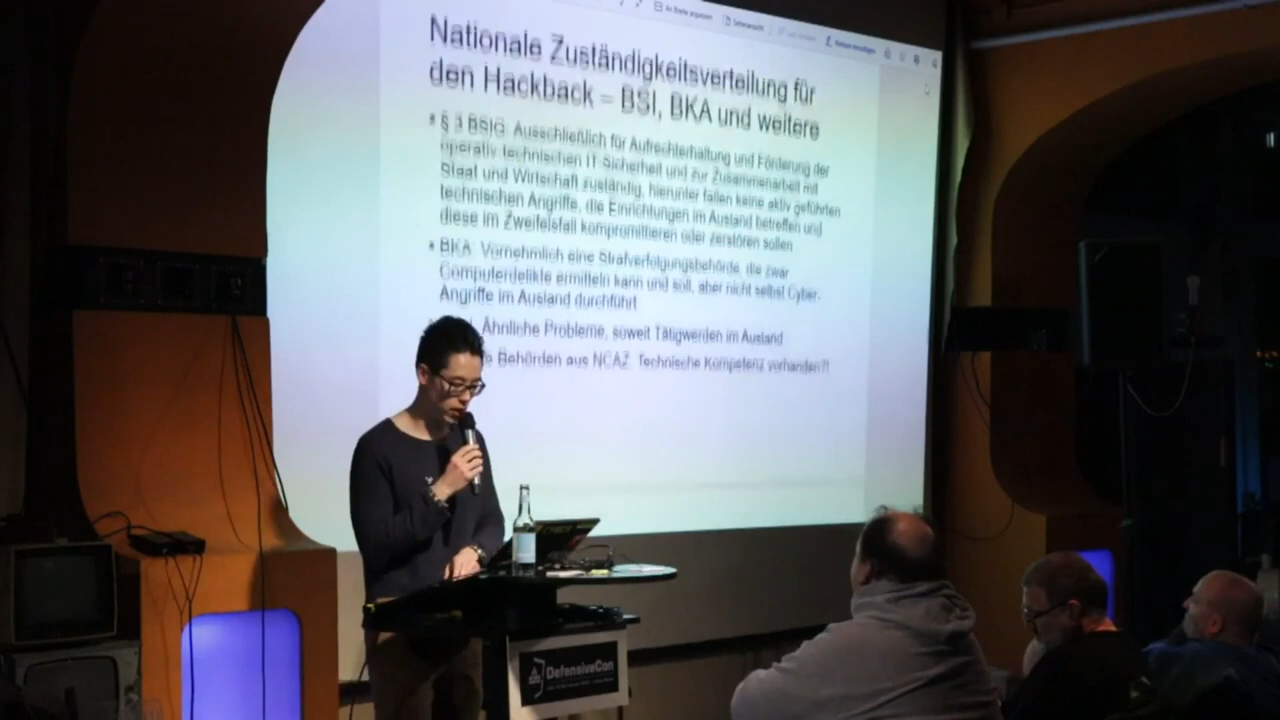 An Breite anpassen Seitenansicht
Nationale Zuständigkeitsverteilung für
den Hackback – BSI, BKA und weitere
§ 3 BSIG: Ausschließlich für Aufrechterhaltung und Förderung der
operativ-technischen IT-Sicherheit und zur Zusammenarbeit mit
Staat und Wirtschaft zuständig, hierunter fallen keine aktiv geführten
technischen Angriffe, die Einrichtungen im Ausland betreffen und
diese im Zweifelsfall kompromittieren oder zerstören sollen
BKA: Vornehmlich eine Strafverfolgungsbehörde, die zwar
Computerdelikte ermitteln kann und soll, aber nicht selbst Cyber-
Angriffe im Ausland durchführt
Ähnliche Probleme, soweit Tätigwerden im Ausland
Behörden aus NCAZ: Technische Kompetenz vorhanden?!
DefensiveCon